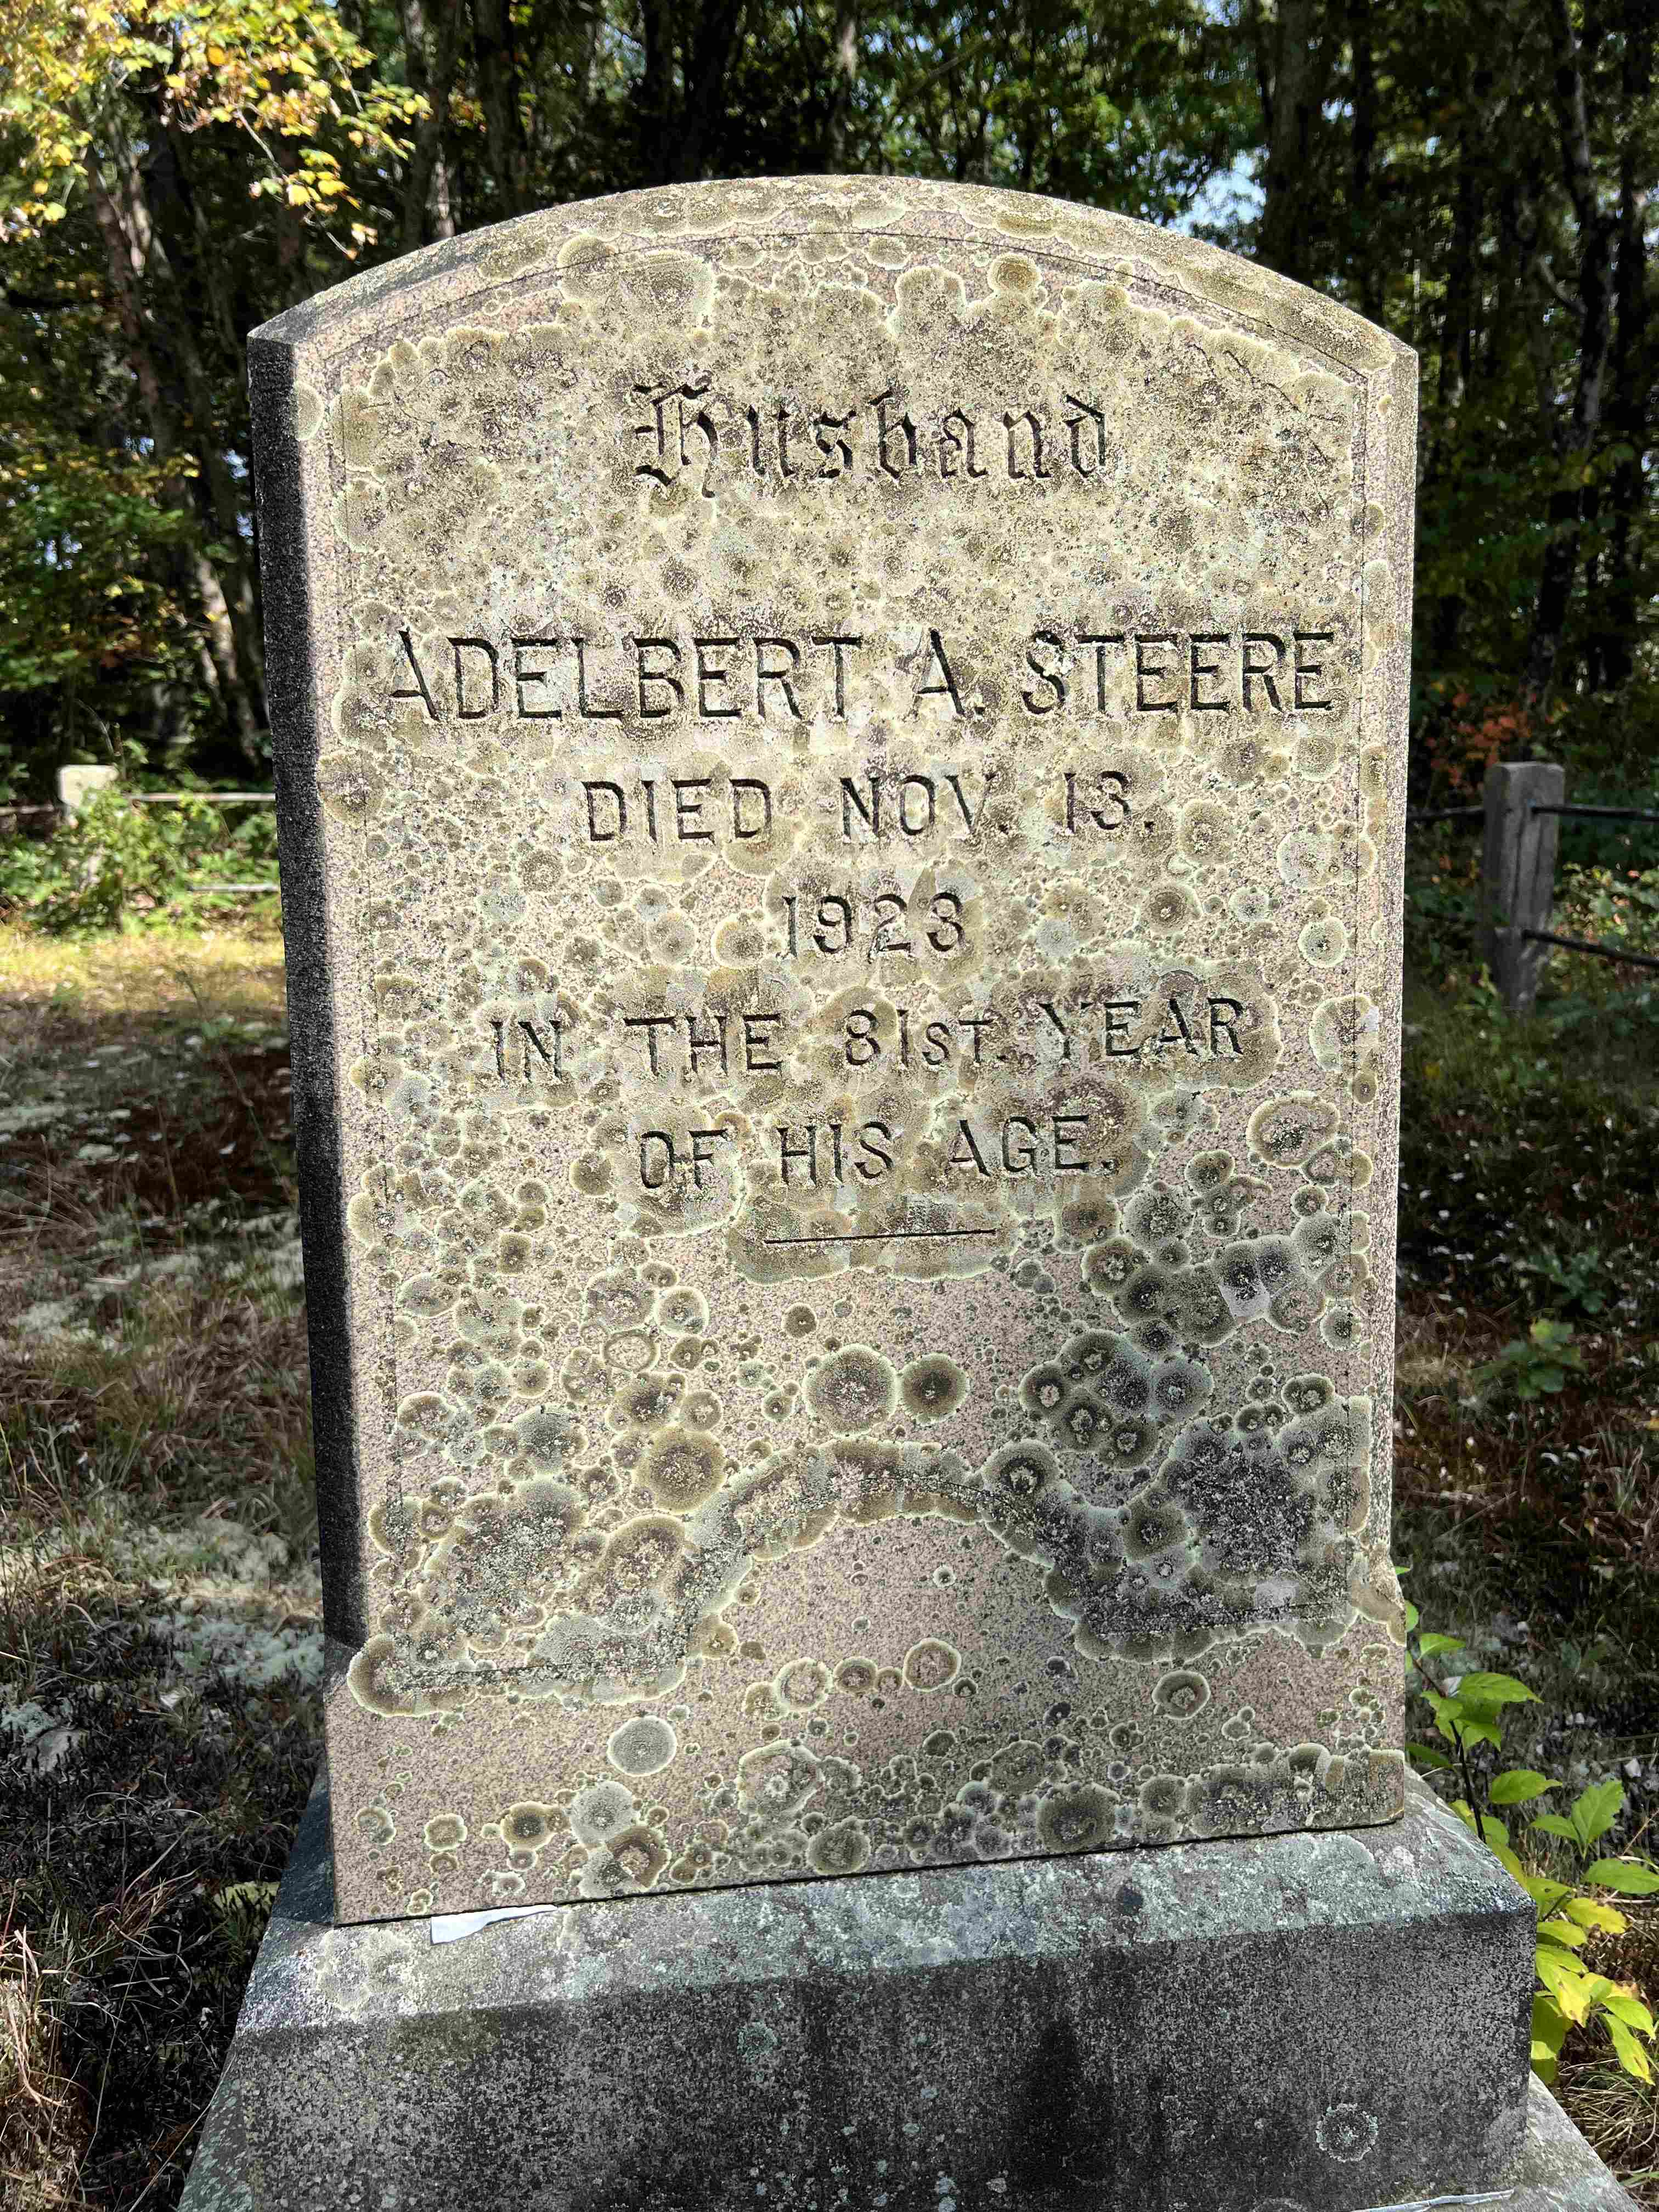 Husband
ADELBERT A. STEERE
DIED NOV. 13.
1923
IN THE 81ST. YEAR
OF HIS AGE.